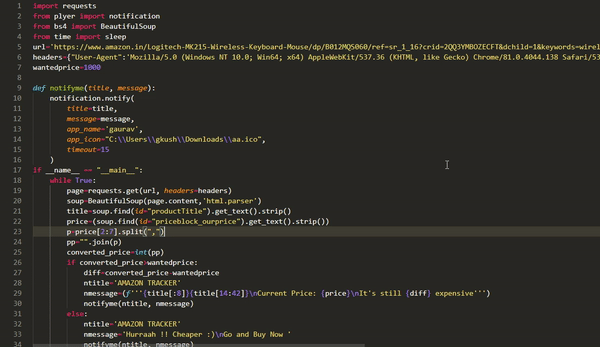 1 import requests
2 from plyer import notification
3 from bs4 import BeautifulSoup
4 from time import sleep
5 url='https://www.amazon.in/Logitech-MK215-Wireless-Keyboard-Mouse/dp/B012MQ5060/ref=sr_1_16?crid=2QQ3YMBOZECFT&dchild=1&keywords=wirel
6 headers={"User-Agent":'Mozilla/5.0 (Windows NT 10.0; Win64; x64) AppleWebKit/537.36 (KHTML, like Gecko) Chrome/81.0.4044.138 Safari/53
7 wantedprice=1000
8
9 def notifyme(title, message):
10 notification.notify(
11 title=title,
12 message=message,
13 app_name='gaurav',
14 app_icon="C:\\Users\\gkush\\Downloads\\aa.ico",
15 timeout=15
16 )
17 if __name__ == "__main__":
18 while True:
19 page=requests.get(url, headers=headers)
20 soup=BeautifulSoup(page.content,'html.parser')
21 title=soup.find(id="productTitle").get_text().strip()
22 price=(soup.find(id="priceblock_ourprice").get_text().strip())
23 p=price[2:7].split(",")
24 pp="".join(p)
25 converted_price=int(pp)
26 if converted_price>wantedprice:
27 diff=converted_price-wantedprice
28 ntitle='AMAZON TRACKER'
29 nmessage=(f'''{title[:8]}{title[14:42]}\nCurrent Price: {price}\nIt's still {diff} expensive''')
30 notifyme(ntitle, nmessage)
31 else:
32 ntitle='AMAZON TRACKER'
33 nmessage='Hurraah !! Cheaper :)\nGo and Buy Now '
34 notifyme(ntitle, nmessage)